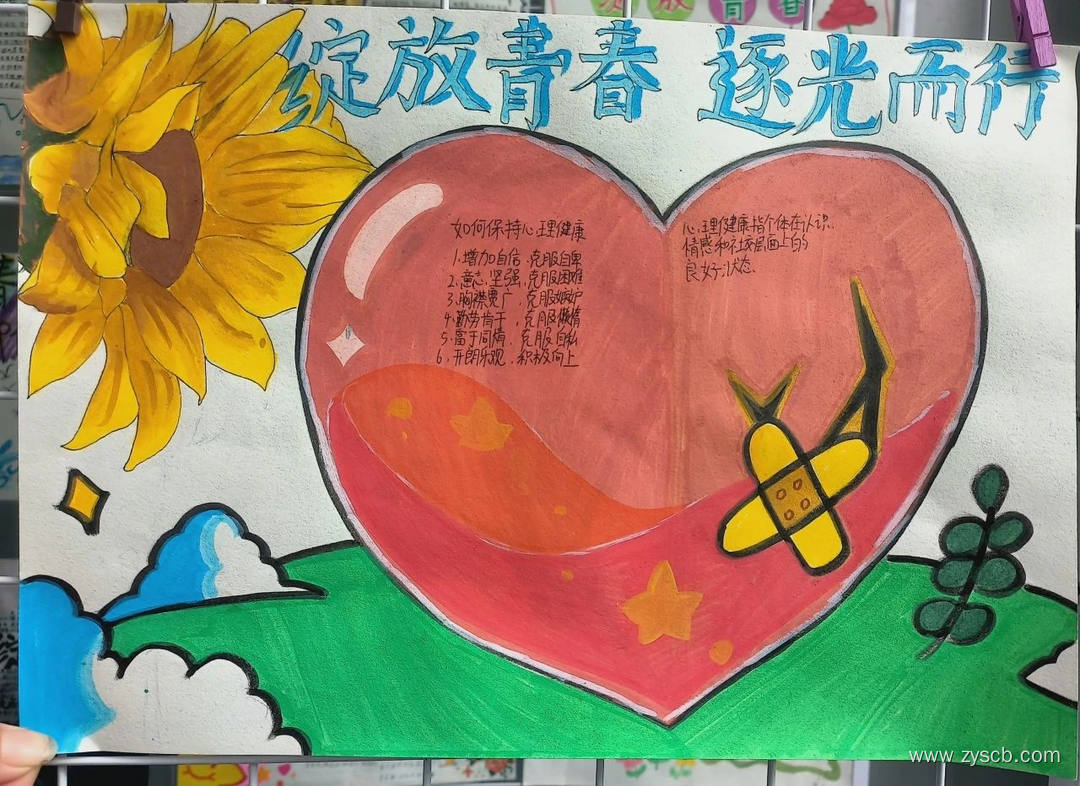 绽放青春 逐光而行
如何保持心理健康
1.增加自信,克服自卑
2.意志坚强,克服困难
3.胸襟宽广,克服嫉妒
4.勤劳肯干,克服懒惰
5.富于同情,克服自私
6.开朗乐观,积极向上
心理健康指个体在认识、
情感和社交层面上的
良好状态.
www.zyscb.com